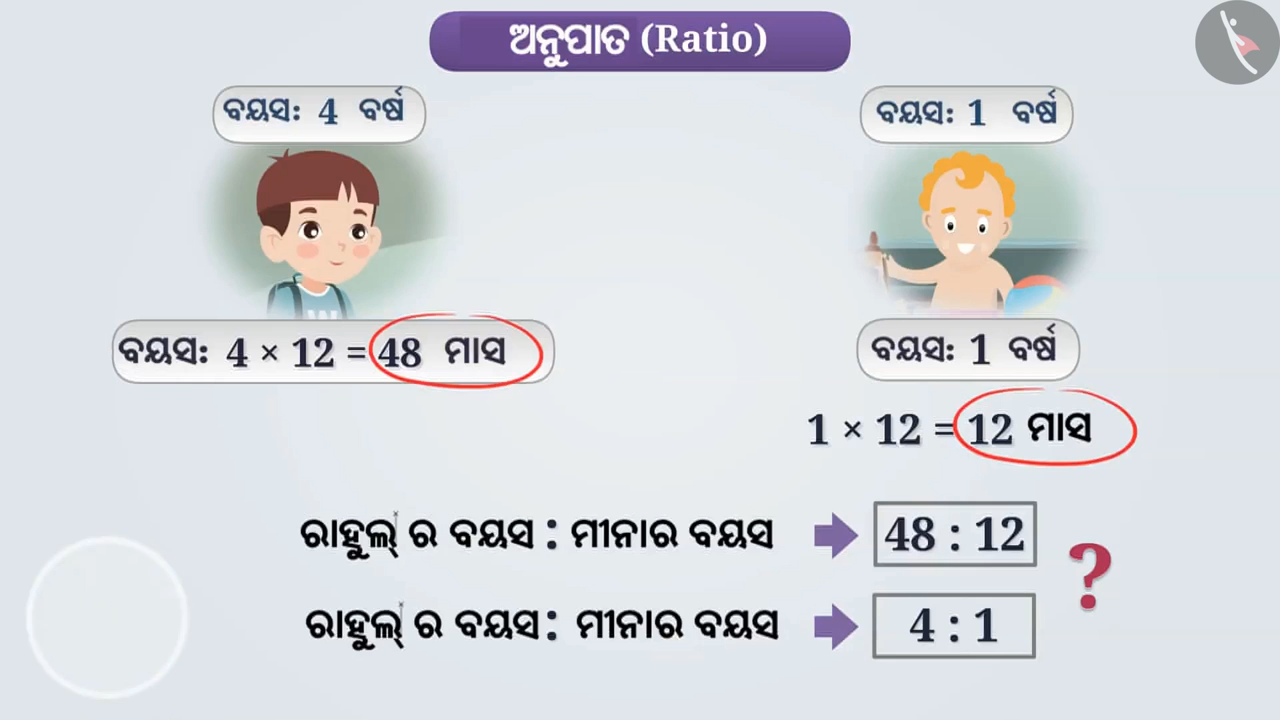 ଅନୁପାତ (Ratio)
ବୟସ: 4 ବର୍ଷ
ବୟସ: 1 ବର୍ଷ
ବୟସ: 4 × 12 = 48 ମାସ
ବୟସ: 1 ବର୍ଷ
1 × 12 = 12 ମାସ
ରାହୁଲ୍ ର ବୟସ : ମୀନାର ବୟସ 48 : 12
?
ରାହୁଲ୍ ର ବୟସ : ମୀନାର ବୟସ 4 : 1